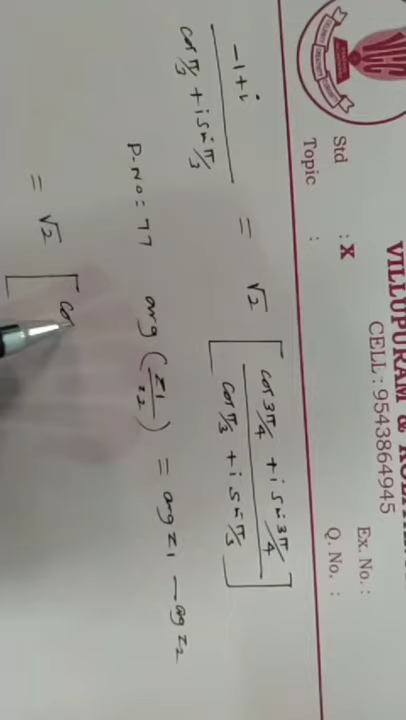 VILLUPURAM &
CELL : 9543864945
Std : X
Topic :
Ex. No. :
Q. No. :
-1+i / cos π/3 + i sin π/3 = √2 [ cos 3π/4 + i sin 3π/4 / cos π/3 + i sin π/3 ]
P.No: 77 arg (z1/z2) = arg z1 - arg z2
= √2 [ co